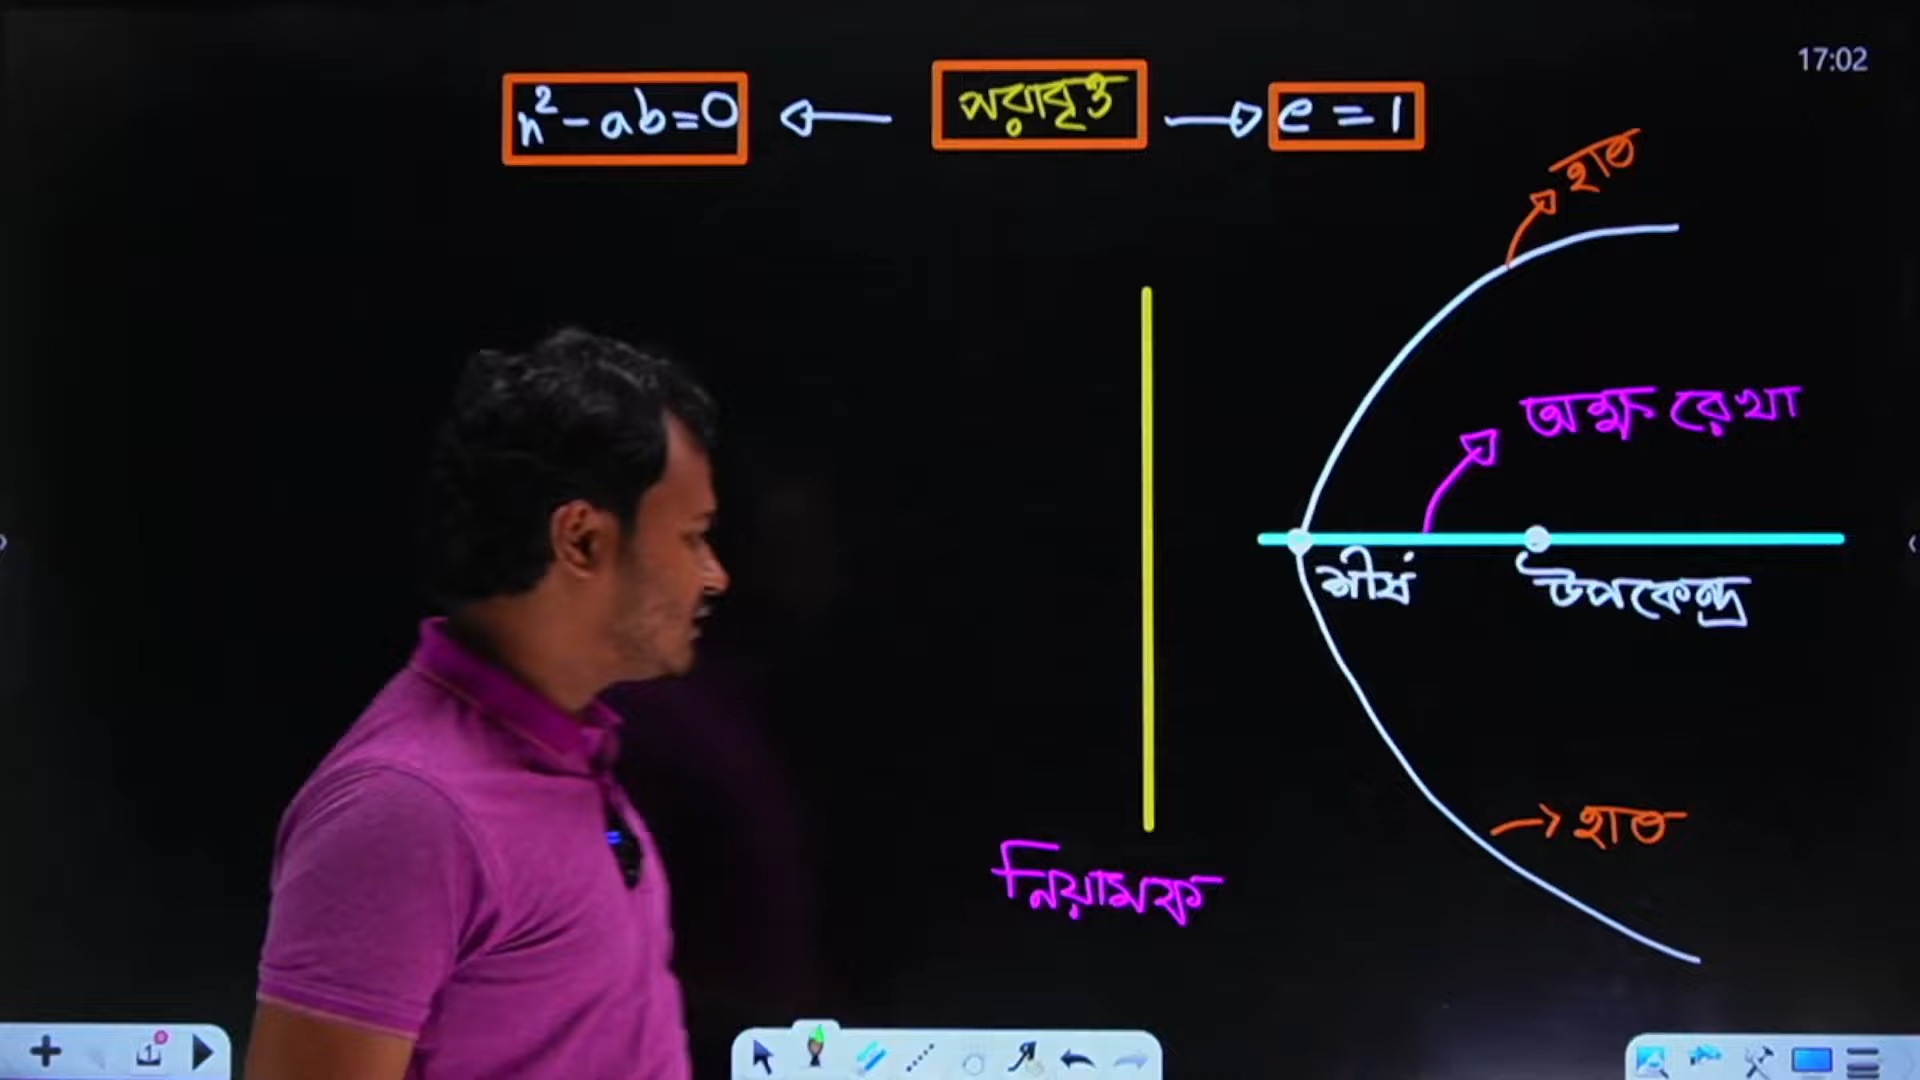 17:02
h² - ab = 0 ← পরাবৃত্ত → e = 1
হাত
অক্ষ রেখা
শীর্ষ
উপকেন্দ্র
হাত
নিয়ামক